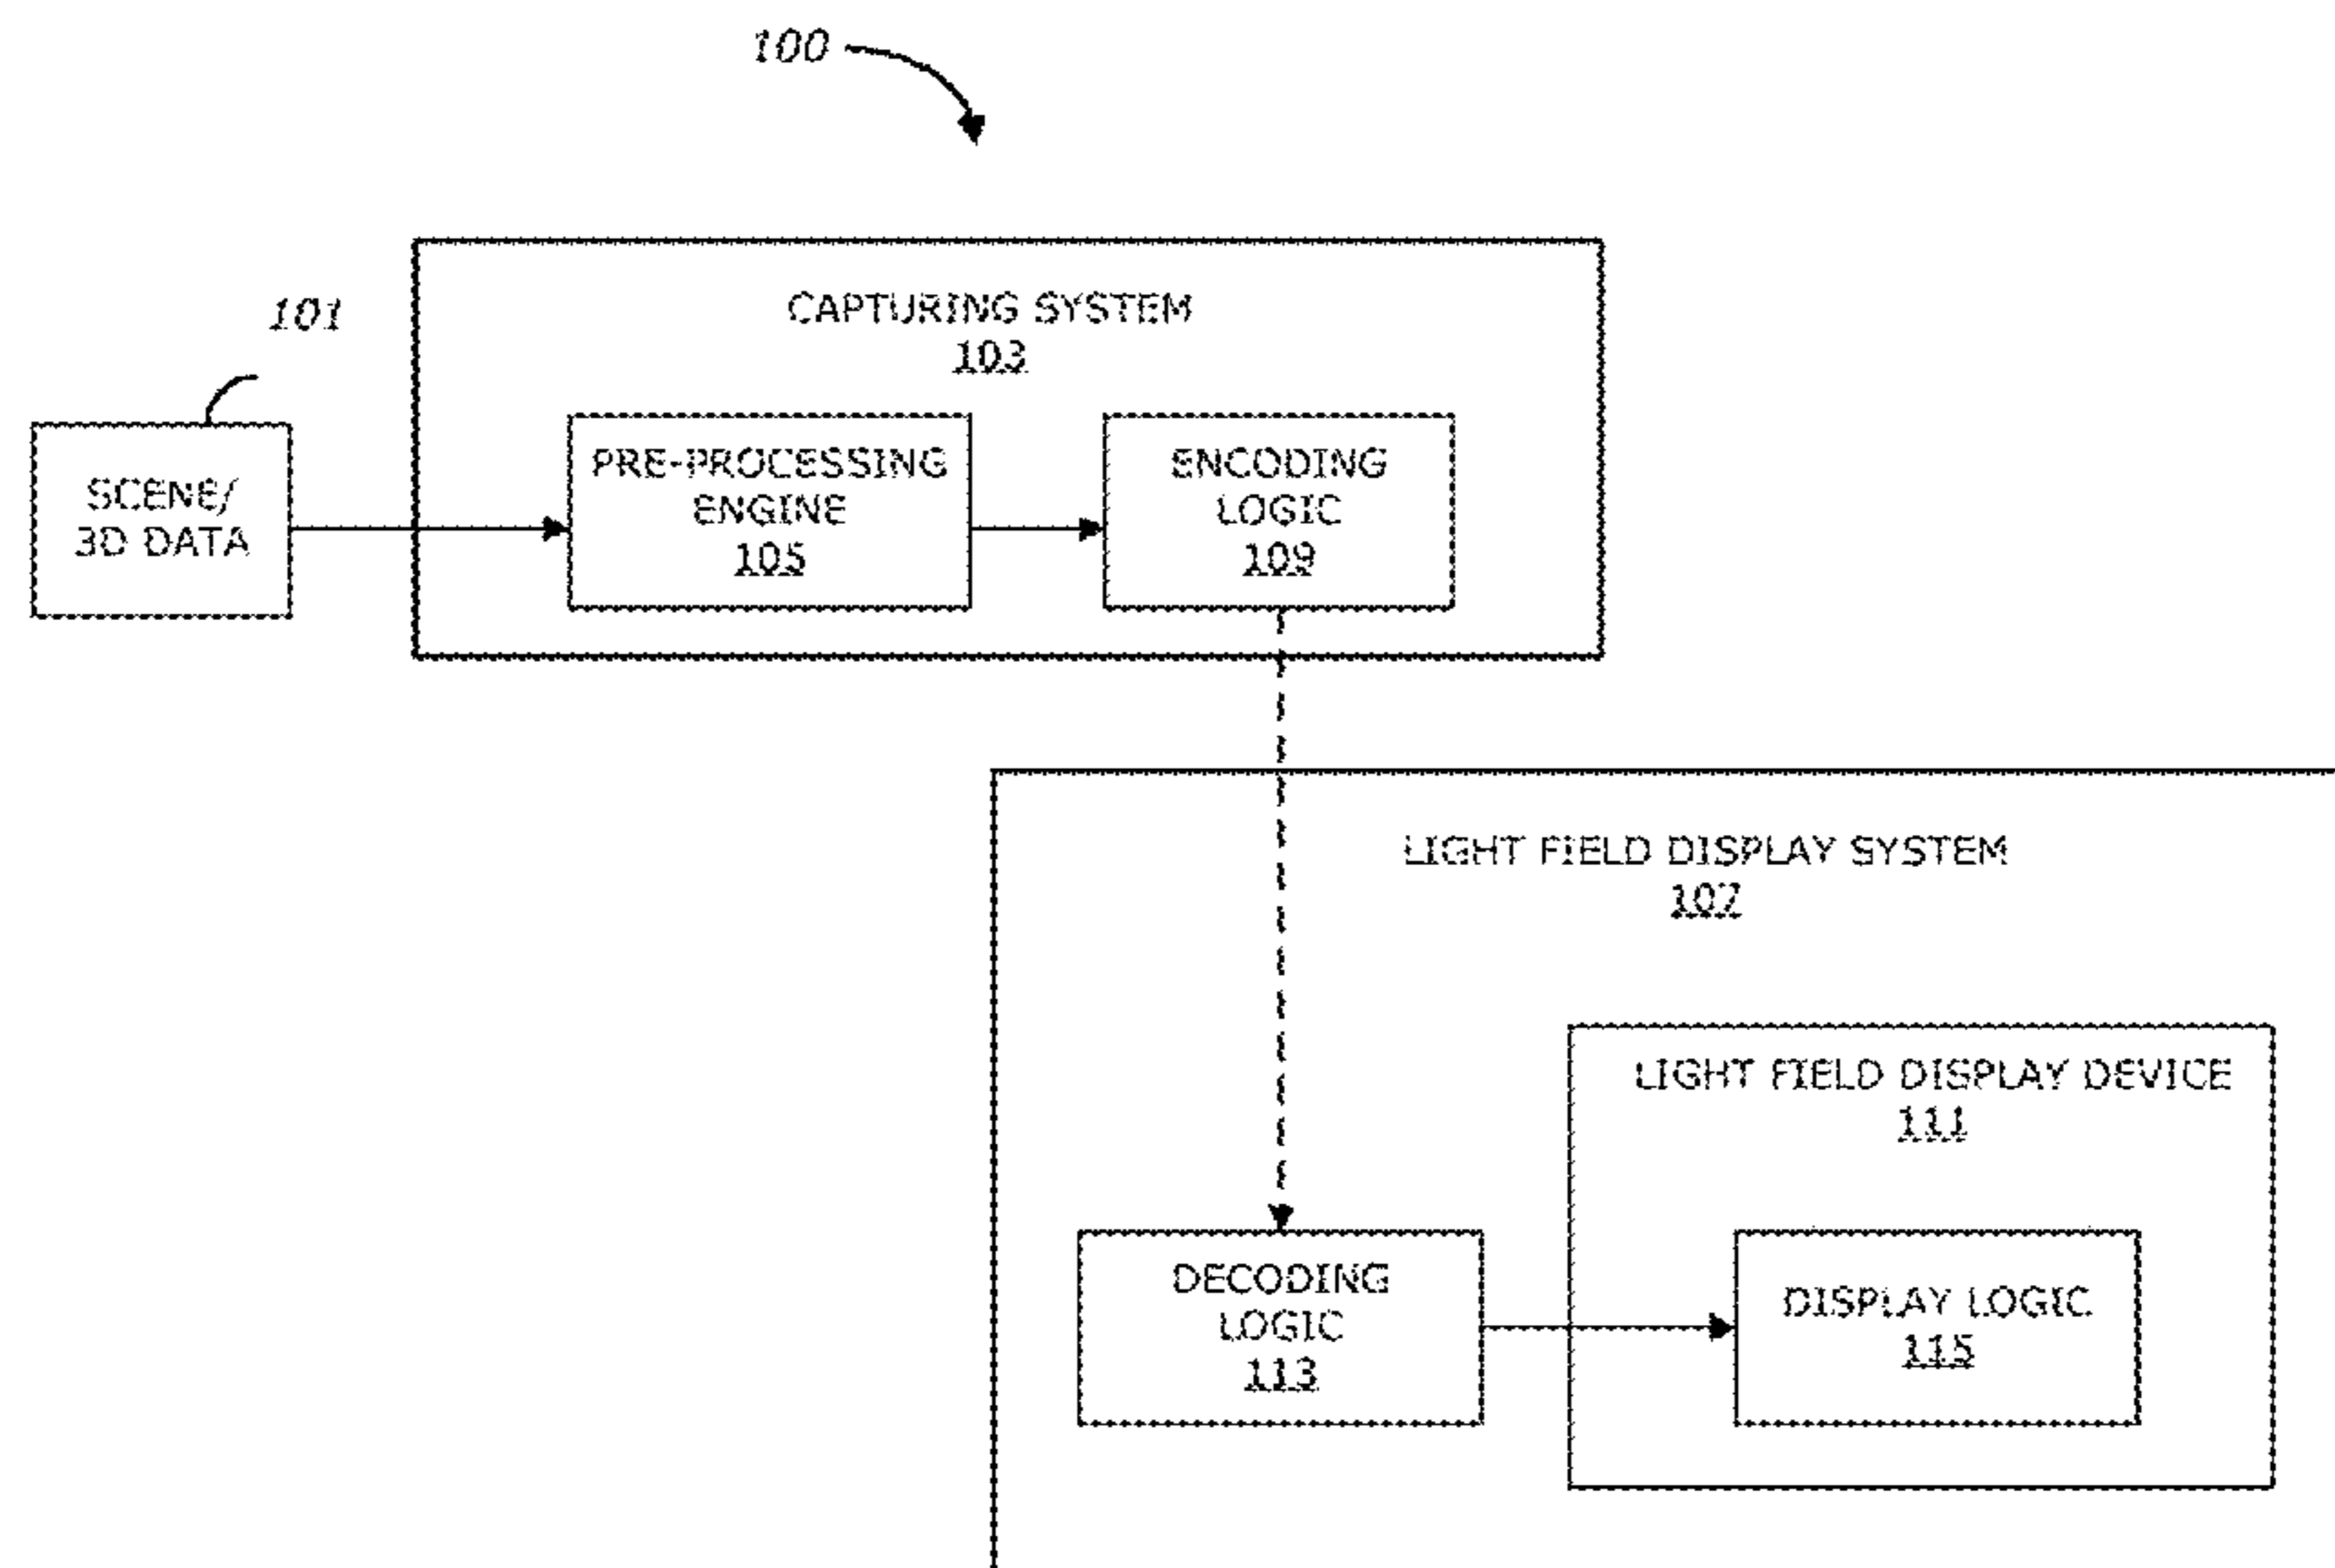 100
101
CAPTURING SYSTEM
103
SCENE/
3D DATA
PRE-PROCESSING
ENGINE
105
ENCODING
LOGIC
109
LIGHT FIELD DISPLAY SYSTEM
107
LIGHT FIELD DISPLAY DEVICE
111
DECODING
LOGIC
113
DISPLAY LOGIC
115